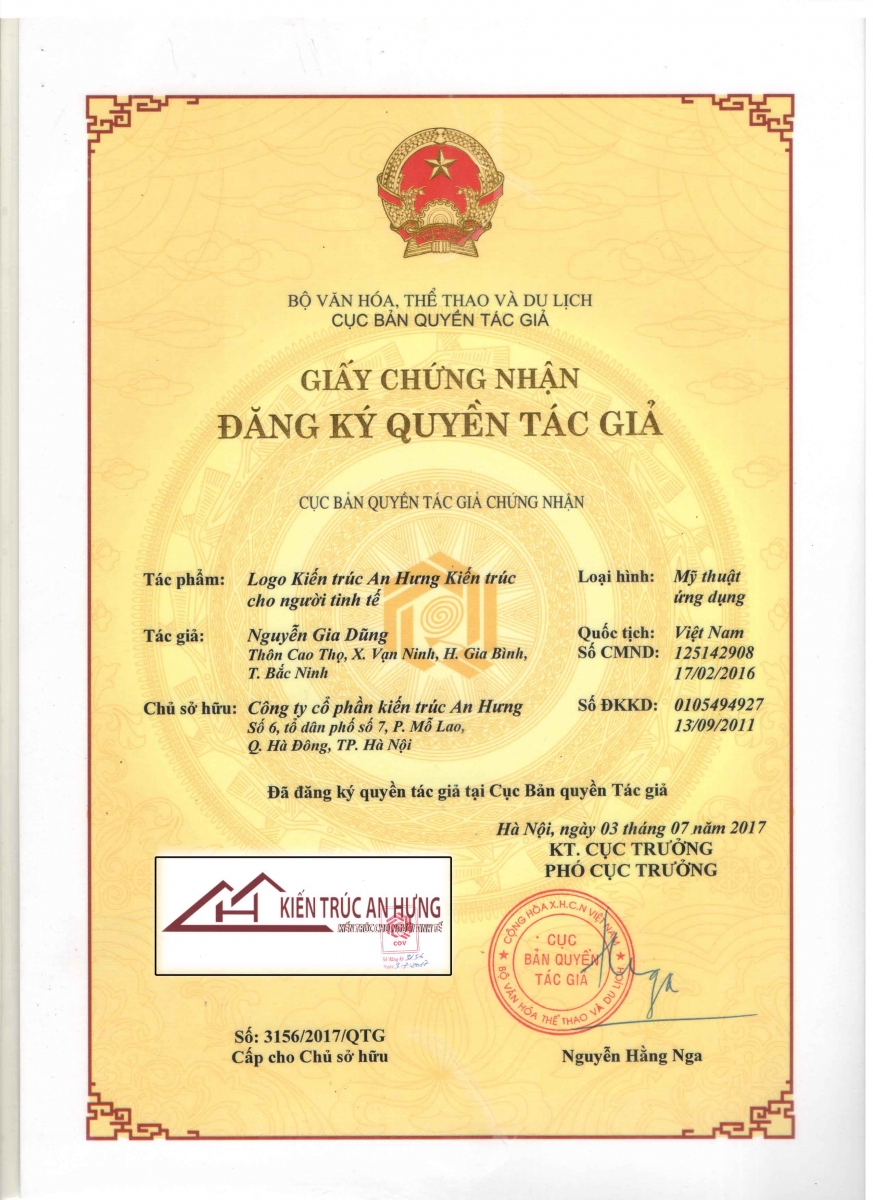 BỘ VĂN HÓA, THỂ THAO VÀ DU LỊCH
CỤC BẢN QUYỀN TÁC GIẢ
GIẤY CHỨNG NHẬN
ĐĂNG KÝ QUYỀN TÁC GIẢ
CỤC BẢN QUYỀN TÁC GIẢ CHỨNG NHẬN
Tác phẩm: Logo Kiến trúc An Hưng Kiến trúc Loại hình: Mỹ thuật
cho người tinh tế ứng dụng
Tác giả: Nguyễn Gia Dũng Quốc tịch: Việt Nam
Thôn Cao Thọ, X. Vạn Ninh, H. Gia Bình, Số CMND: 125142908
T. Bắc Ninh 17/02/2016
Chủ sở hữu: Công ty cổ phần kiến trúc An Hưng Số ĐKKD: 0105494927
Số 6, tổ dân phố số 7, P. Mỗ Lao, 13/09/2011
Q. Hà Đông, TP. Hà Nội
Đã đăng ký quyền tác giả tại Cục Bản quyền Tác giả
Hà Nội, ngày 03 tháng 07 năm 2017
KT. CỤC TRƯỞNG
PHÓ CỤC TRƯỞNG
KIẾN TRÚC AN HƯNG
KIẾN TRÚC CHO NGƯỜI TINH TẾ
COV
3156
3-7-2017
CỘNG HÒA X.H.C.N VIỆT NAM
CỤC
BẢN QUYỀN
TÁC GIẢ
BỘ VĂN HÓA THỂ THAO VÀ DU LỊCH
Nga
Số: 3156/2017/QTG
Cấp cho Chủ sở hữu
Nguyễn Hằng Nga